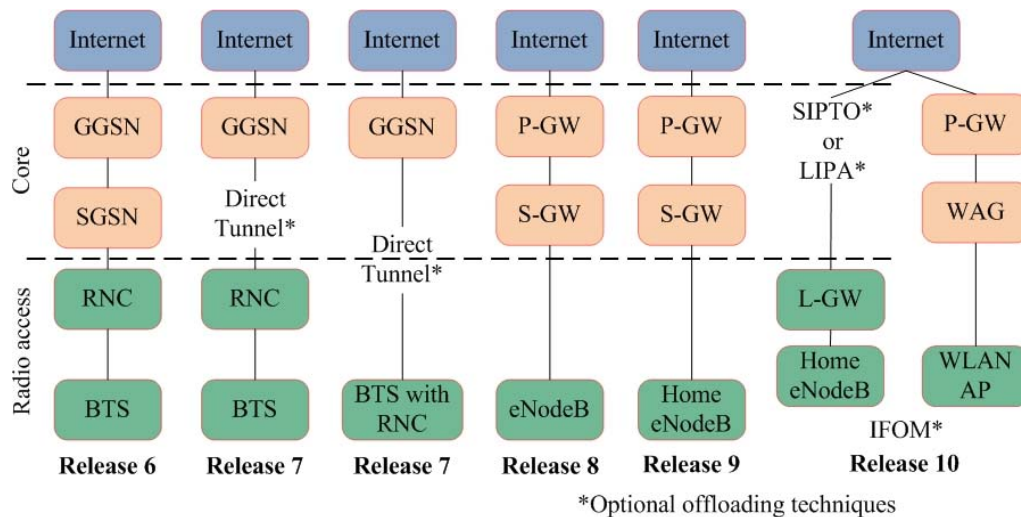 Internet
Internet
Internet
Internet
Internet
Internet
Core
GGSN
GGSN
GGSN
P-GW
P-GW
SIPTO*
or
LIPA*
P-GW
SGSN
Direct
Tunnel*
Direct
Tunnel*
S-GW
S-GW
WAG
Radio access
RNC
RNC
L-GW
BTS
BTS
BTS with
RNC
eNodeB
Home
eNodeB
Home
eNodeB
WLAN
AP
IFOM*
Release 6
Release 7
Release 7
Release 8
Release 9
Release 10
*Optional offloading techniques